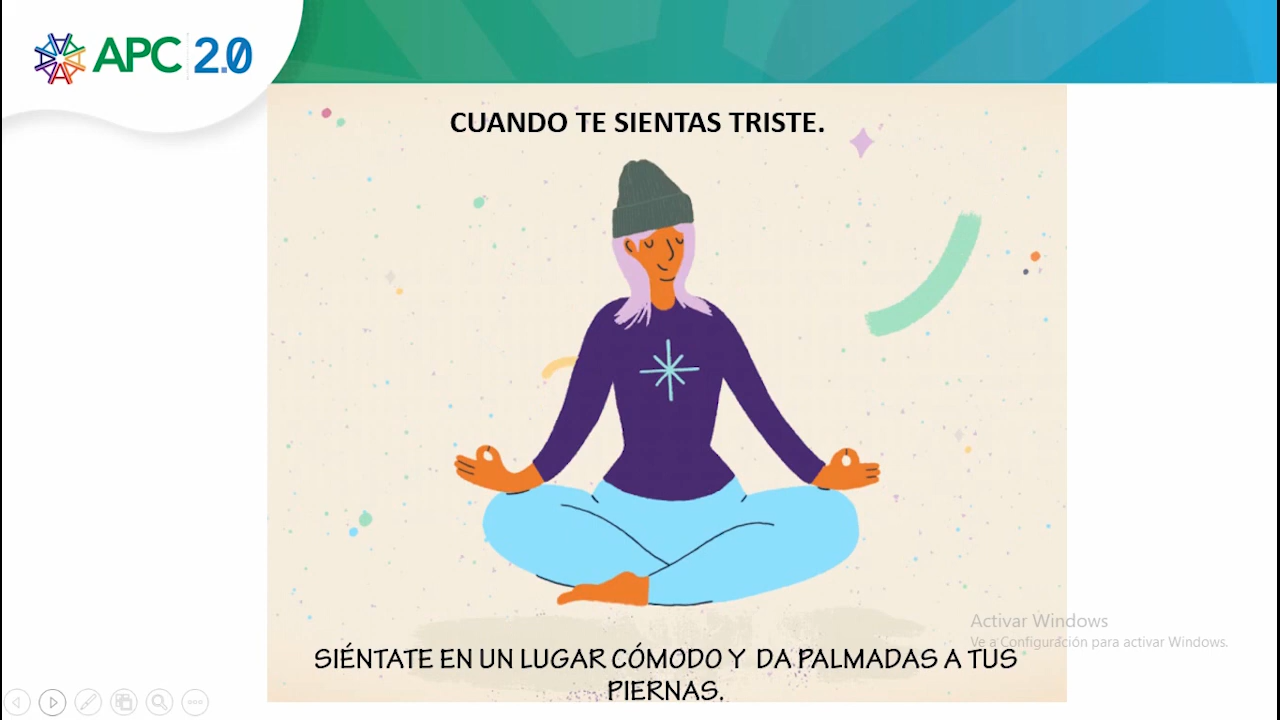 APC 2.0
CUANDO TE SIENTAS TRISTE.
Activar Windows
Ve a Configuración para activar Windows.
SIÉNTATE EN UN LUGAR CÓMODO Y DA PALMADAS A TUS
PIERNAS.